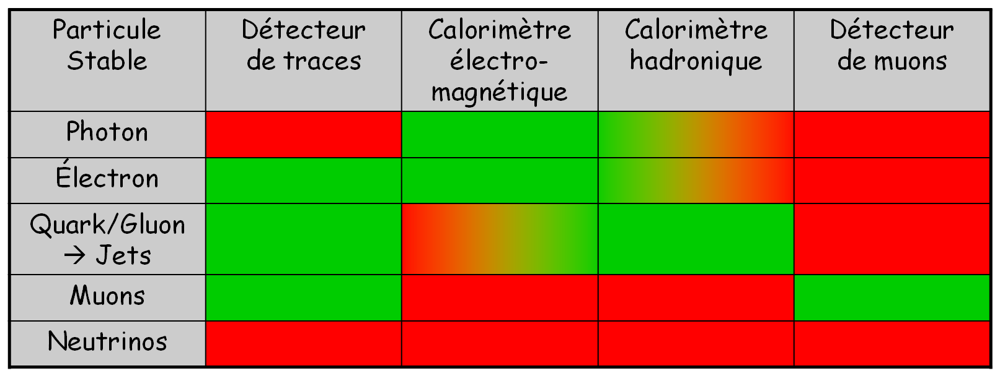 Particule
Stable
Détecteur
de traces
Calorimètre
électro-
magnétique
Calorimètre
hadronique
Détecteur
de muons
Photon
Électron
Quark/Gluon
→ Jets
Muons
Neutrinos